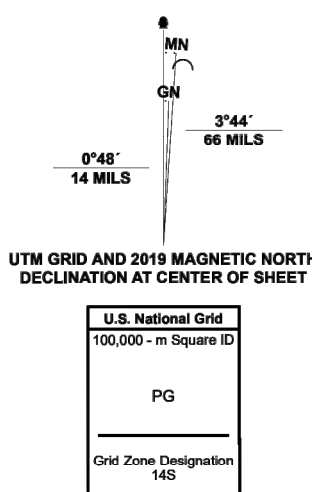 MN
GN
3°44´
66 MILS
0°48´
14 MILS
UTM GRID AND 2019 MAGNETIC NORTH
DECLINATION AT CENTER OF SHEET
U.S. National Grid
100,000 - m Square ID
PG
Grid Zone Designation
14S